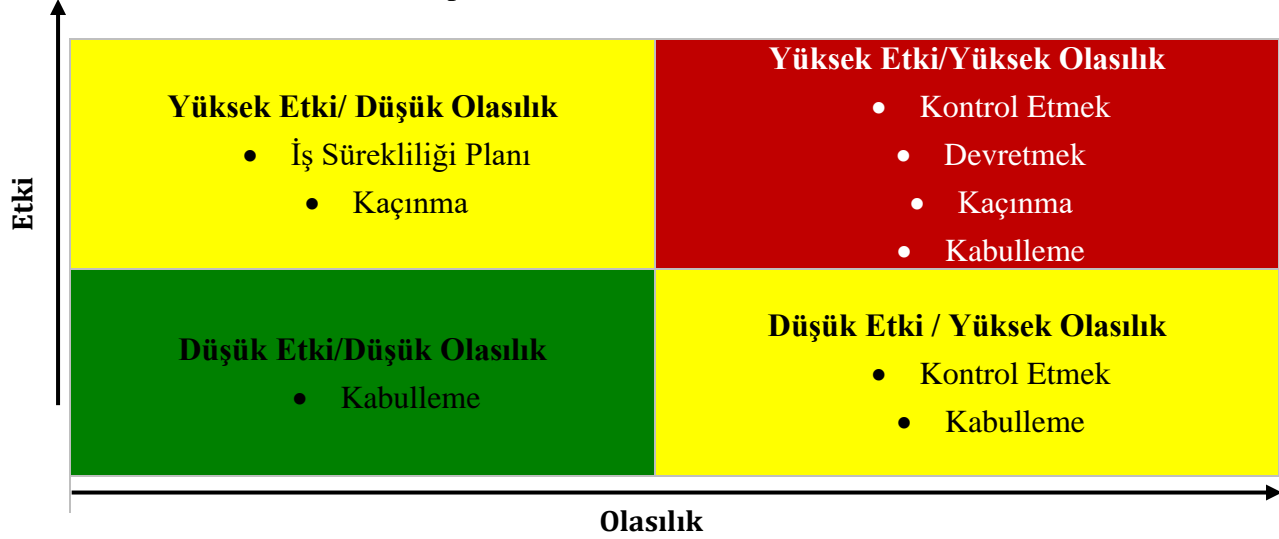 Etki
Yüksek Etki/ Düşük Olasılık
• İş Sürekliliği Planı
• Kaçınma
Yüksek Etki/Yüksek Olasılık
• Kontrol Etmek
• Devretmek
• Kaçınma
• Kabulleme
Düşük Etki/Düşük Olasılık
• Kabulleme
Düşük Etki / Yüksek Olasılık
• Kontrol Etmek
• Kabulleme
Olasılık